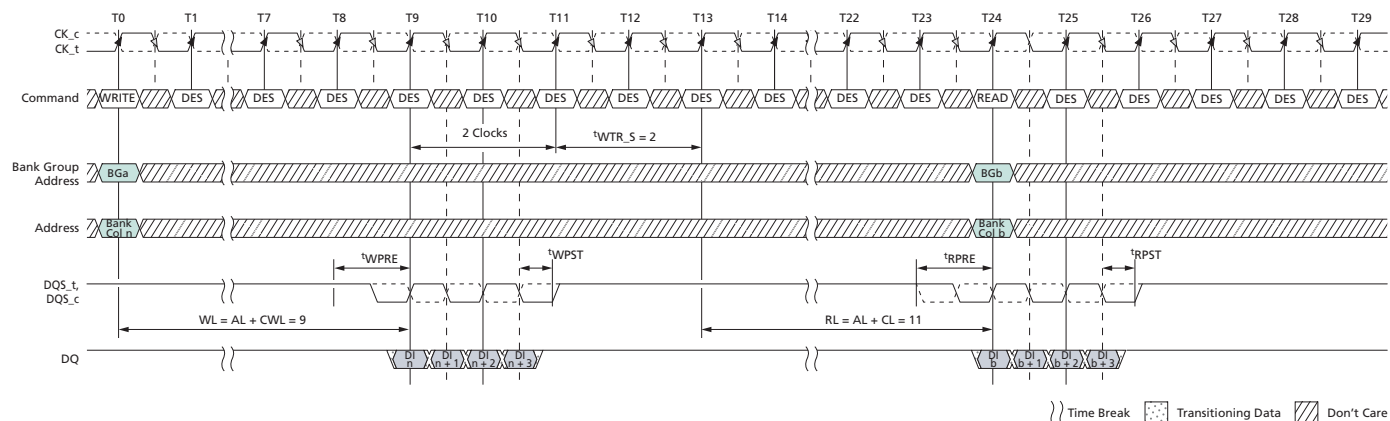 T0 T1 T7 T8 T9 T10 T11 T12 T13 T14 T22 T23 T24 T25 T26 T27 T28 T29
CK_c
CK_t
Command WRITE DES DES DES DES DES DES DES DES DES DES DES READ DES DES DES DES DES
2 Clocks tWTR_S = 2
Bank Group
Address BGa BGb
Address Bank
Col n Bank
Col b
tWPRE tWPST tRPRE tRPST
DQS_t,
DQS_c
WL = AL + CWL = 9 RL = AL + CL = 11
DQ DI
n DI
n + 1 DI
n + 2 DI
n + 3 DI
b DI
b + 1 DI
b + 2 DI
b + 3
Time Break Transitioning Data Don't Care